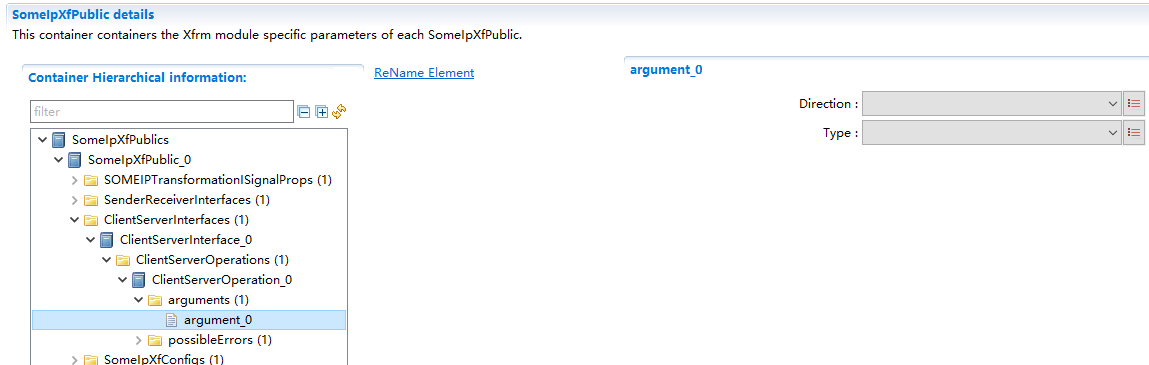 SomeIpXfPublic details
This container containers the Xfrm module specific parameters of each SomeIpXfPublic.
Container Hierarchical information:
ReName Element
argument_0
filter
Direction :
Type :
SomeIpXfPublics
SomeIpXfPublic_0
SOMEIPTransformationISignalProps (1)
SenderReceiverInterfaces (1)
ClientServerInterfaces (1)
ClientServerInterface_0
ClientServerOperations (1)
ClientServerOperation_0
arguments (1)
argument_0
possibleErrors (1)
SomeIpXfConfigs (1)